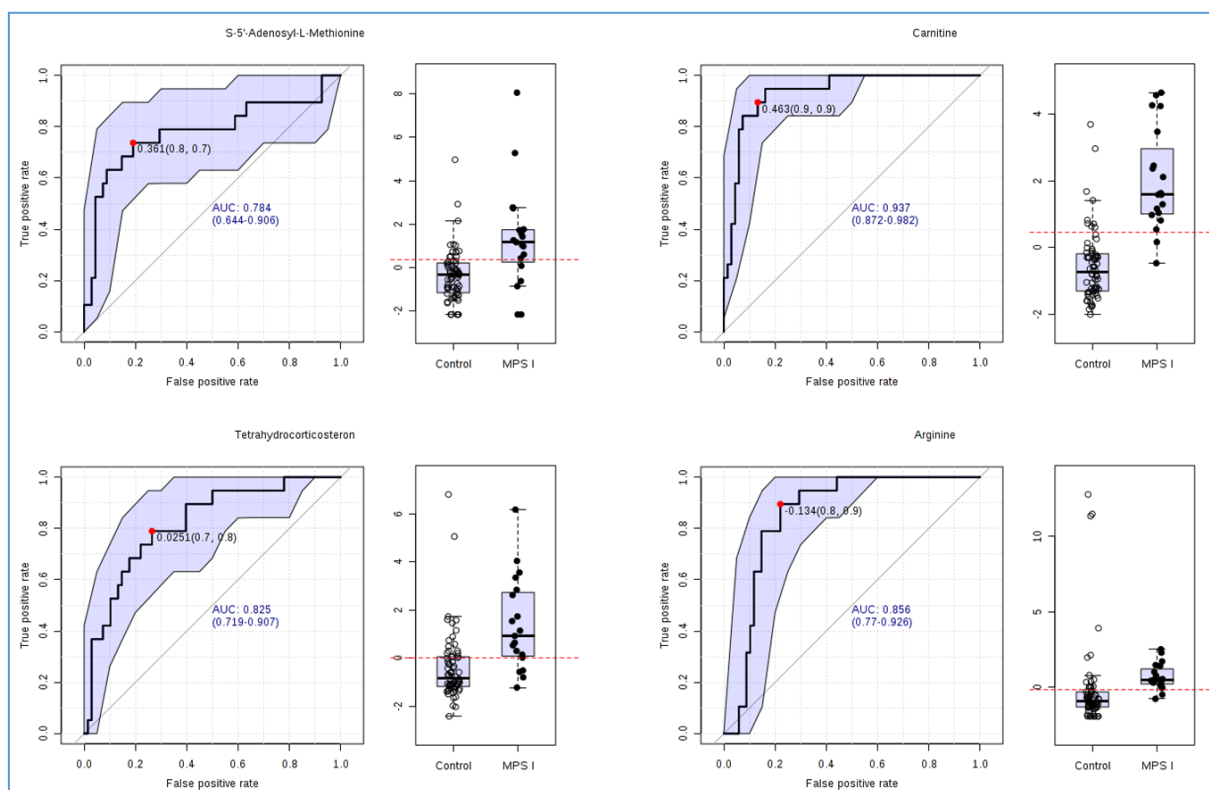 S-5'-Adenosyl-L-Methionine
True positive rate
0.0 0.2 0.4 0.6 0.8 1.0
0.361(0.8, 0.7)
AUC: 0.784
(0.644-0.906)
0.0 0.2 0.4 0.6 0.8 1.0
False positive rate
8
6
4
2
0
-2
Control MPS I
Carnitine
True positive rate
0.0 0.2 0.4 0.6 0.8 1.0
0.463(0.9, 0.9)
AUC: 0.937
(0.872-0.982)
0.0 0.2 0.4 0.6 0.8 1.0
False positive rate
4
2
0
-2
Control MPS I
Tetrahydrocorticosteron
True positive rate
0.0 0.2 0.4 0.6 0.8 1.0
0.0251(0.7, 0.8)
AUC: 0.825
(0.719-0.907)
0.0 0.2 0.4 0.6 0.8 1.0
False positive rate
6
4
2
0
-2
Control MPS I
Arginine
True positive rate
0.0 0.2 0.4 0.6 0.8 1.0
-0.134(0.8, 0.9)
AUC: 0.856
(0.77-0.926)
0.0 0.2 0.4 0.6 0.8 1.0
False positive rate
10
5
0
Control MPS I